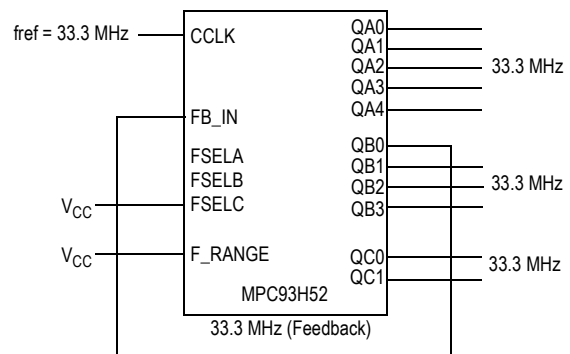 fref = 33.3 MHz
CCLK
QA0
QA1
QA2
QA3
QA4
33.3 MHz
FB_IN
QB0
QB1
QB2
QB3
33.3 MHz
FSELA
FSELB
VCC
FSELC
VCC
F_RANGE
QC0
QC1
33.3 MHz
MPC93H52
33.3 MHz (Feedback)